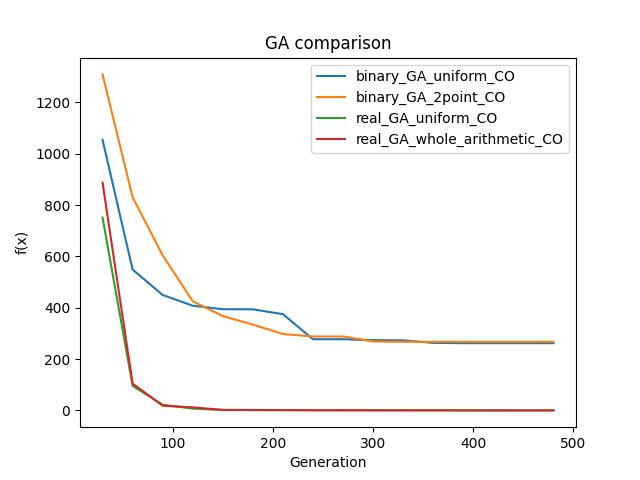 GA comparison
binary_GA_uniform_CO
binary_GA_2point_CO
real_GA_uniform_CO
real_GA_whole_arithmetic_CO
f(x)
1200
1000
800
600
400
200
0
100 200 300 400 500
Generation